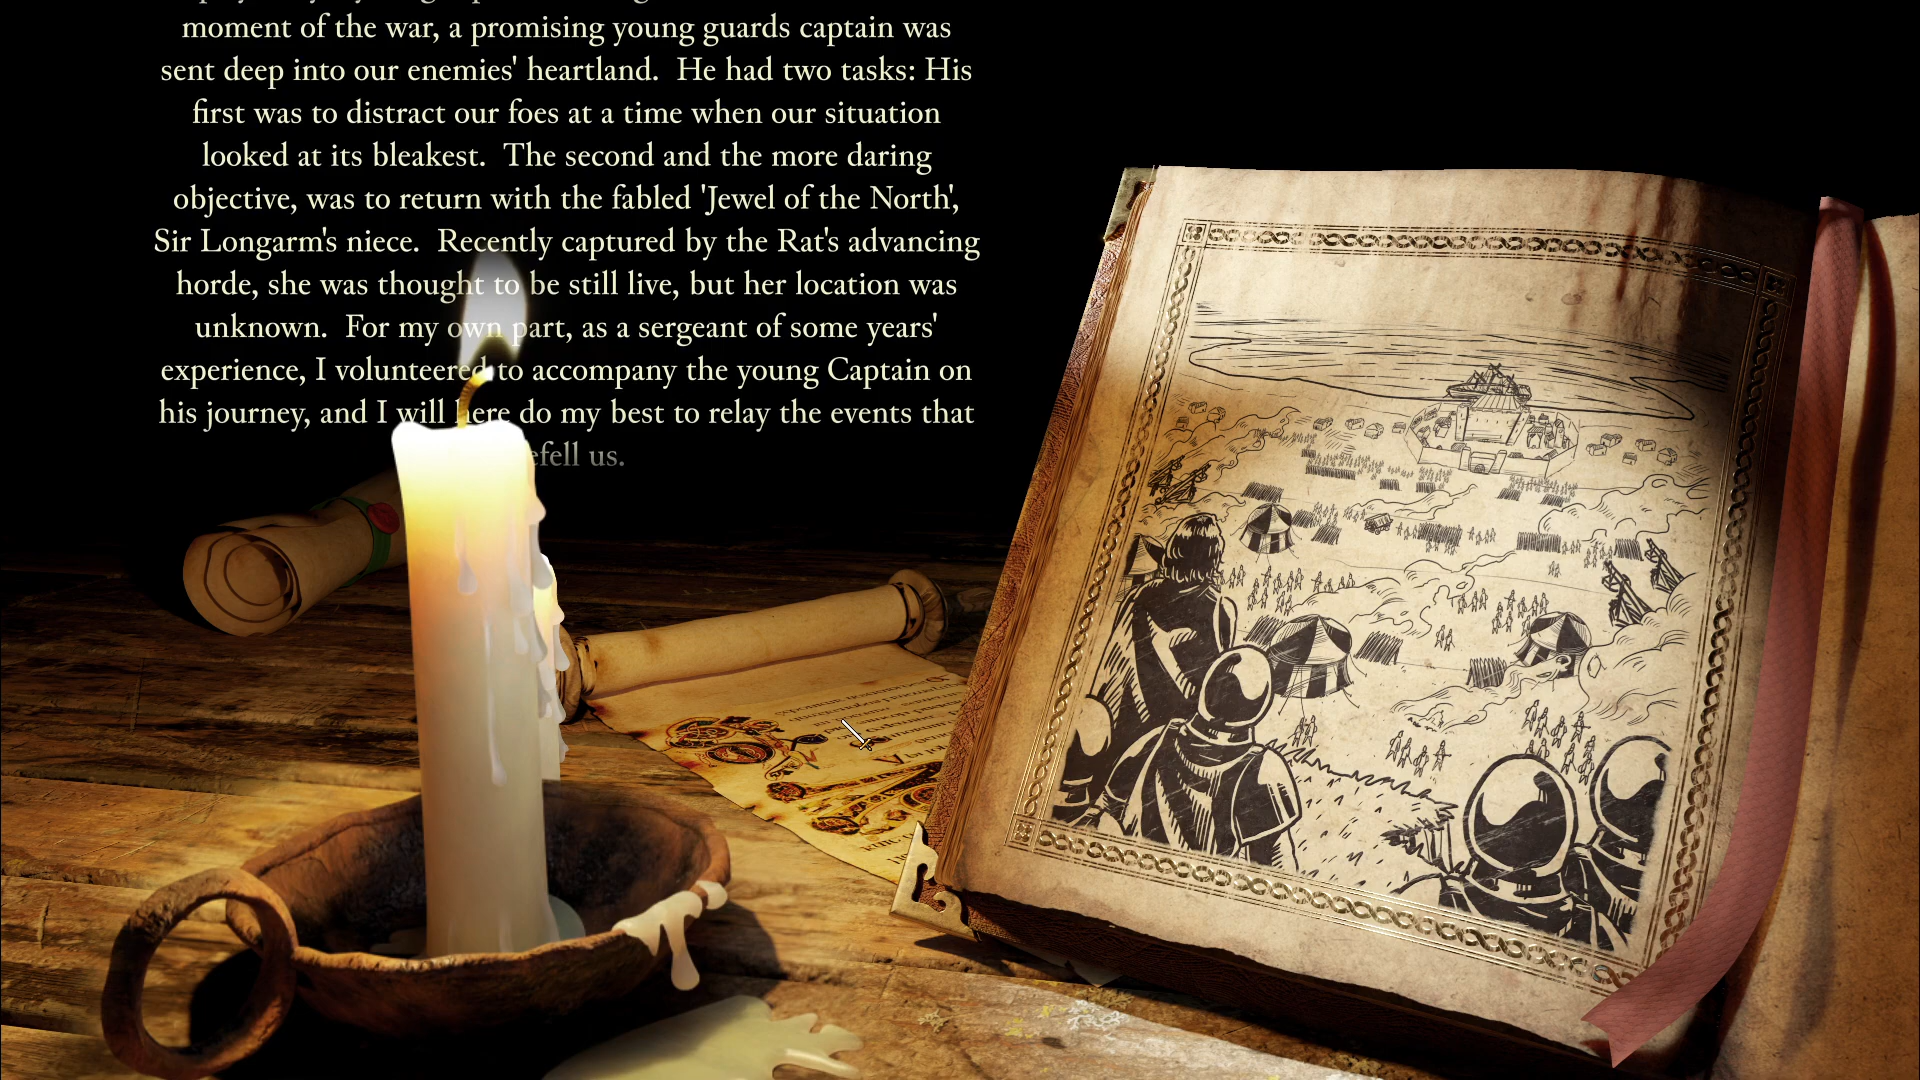 moment of the war, a promising young guards captain was
sent deep into our enemies' heartland.  He had two tasks: His
first was to distract our foes at a time when our situation
looked at its bleakest.  The second and the more daring
objective, was to return with the fabled 'Jewel of the North',
Sir Longarm's niece.  Recently captured by the Rat's advancing
horde, she was thought to be still live, but her location was
unknown.  For my own part, as a sergeant of some years'
experience, I volunteered to accompany the young Captain on
his journey, and I will here do my best to relay the events that
efell us.